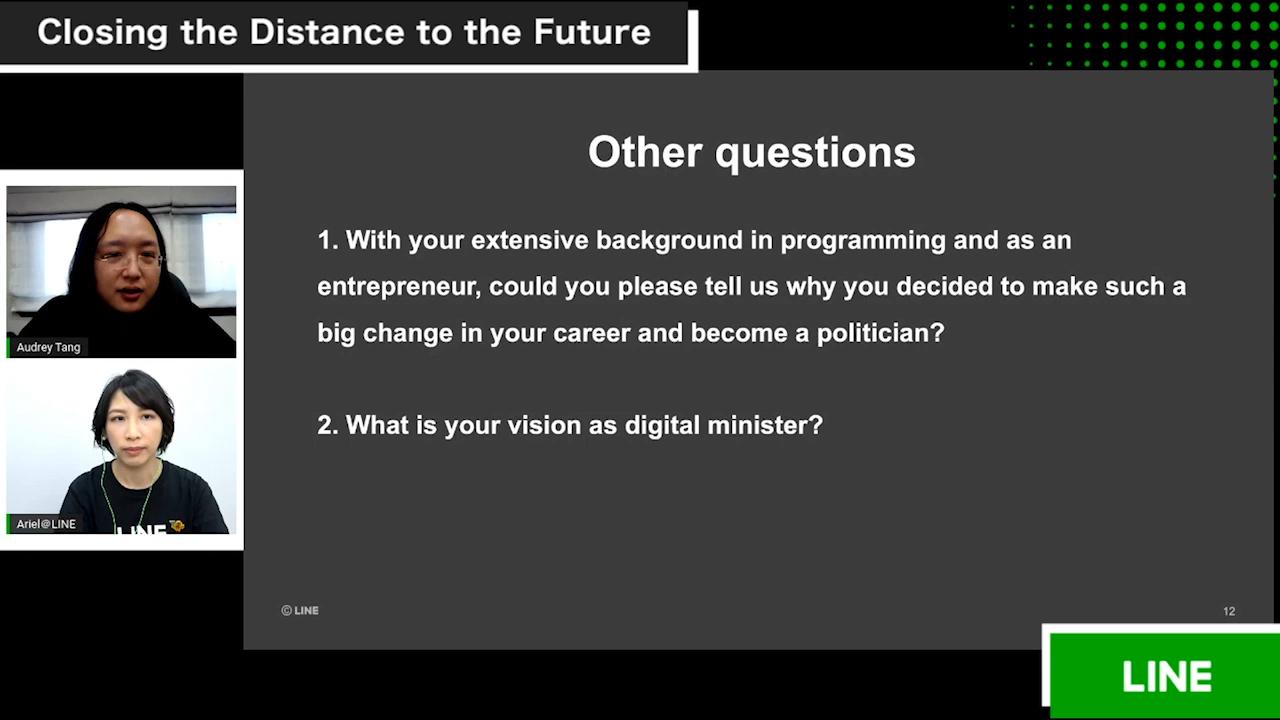 Closing the Distance to the Future
Other questions
1. With your extensive background in programming and as an
entrepreneur, could you please tell us why you decided to make such a
big change in your career and become a politician?
2. What is your vision as digital minister?
Audrey Tang
LINE
Ariel@LINE
© LINE
12
LINE